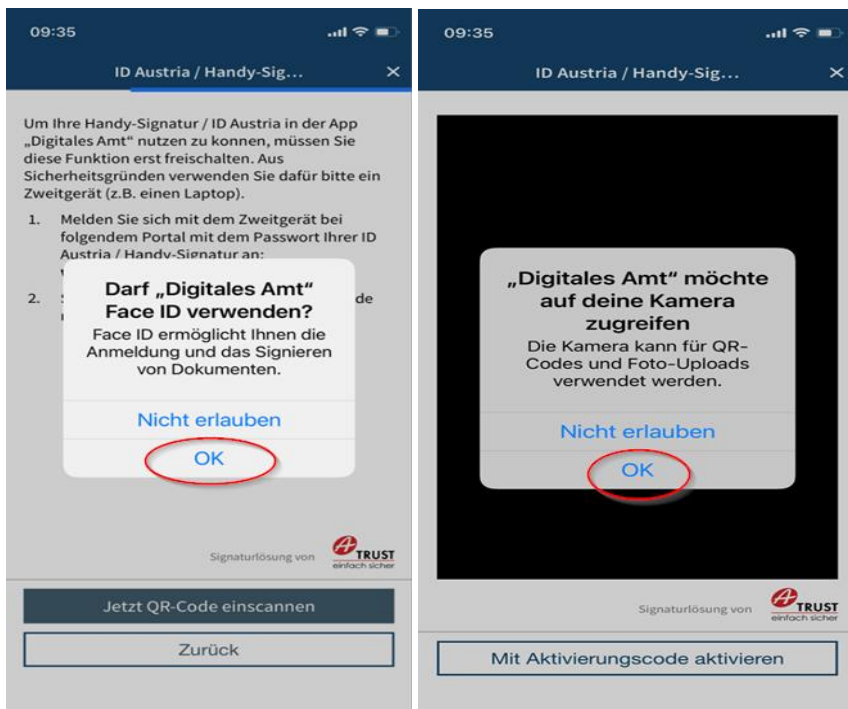 09:35
ID Austria / Handy-Sig...
Um Ihre Handy-Signatur / ID Austria in der App
„Digitales Amt“ nutzen zu konnen, müssen Sie
diese Funktion erst freischalten. Aus
Sicherheitsgründen verwenden Sie dafür bitte ein
Zweitgerät (z.B. einen Laptop).
1. Melden Sie sich mit dem Zweitgerät bei
folgendem Portal mit dem Passwort Ihrer ID
Austria / Handy-Signatur an:
2. de
Darf „Digitales Amt“
Face ID verwenden?
Face ID ermöglicht Ihnen die
Anmeldung und das Signieren
von Dokumenten.
Nicht erlauben
OK
Signaturlösung von
A TRUST
einfach sicher
Jetzt QR-Code einscannen
Zurück
09:35
ID Austria / Handy-Sig...
„Digitales Amt“ möchte
auf deine Kamera
zugreifen
Die Kamera kann für QR-
Codes und Foto-Uploads
verwendet werden.
Nicht erlauben
OK
Signaturlösung von
A TRUST
einfach sicher
Mit Aktivierungscode aktivieren